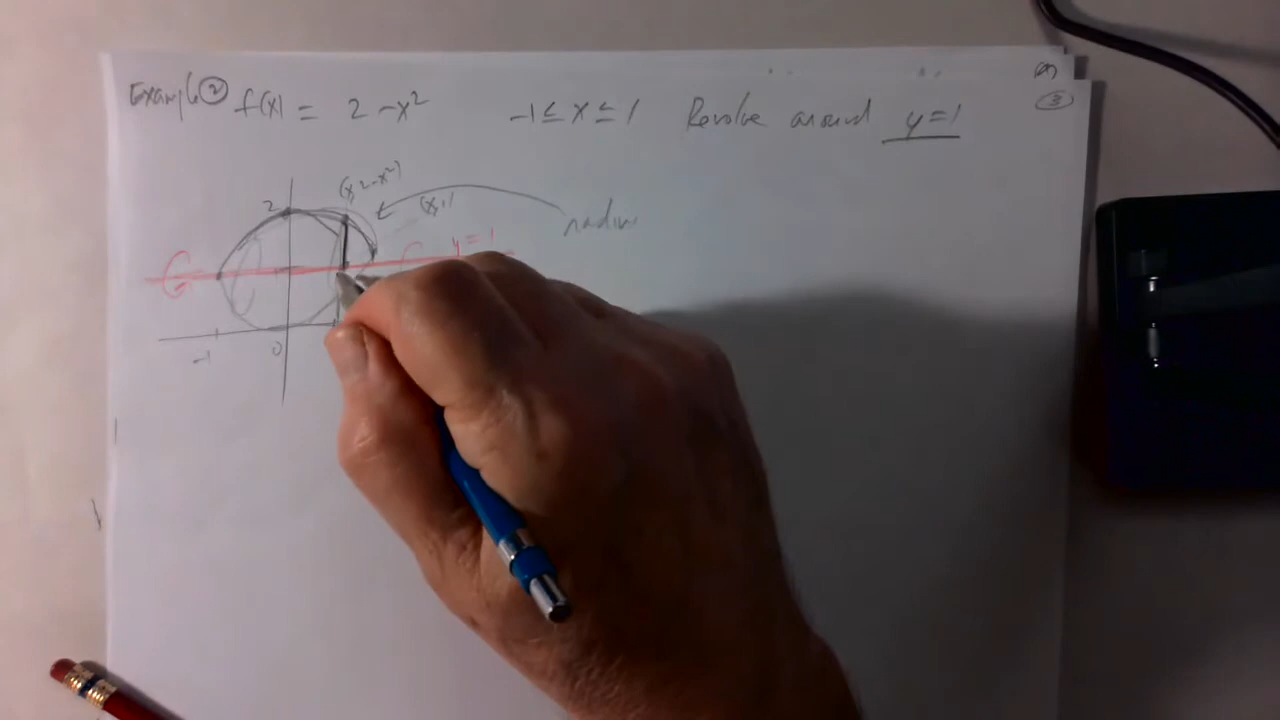 Example ② f(x) = 2 - x² -1 ≤ x ≤ 1 Revolve around y = 1
③
(x, 2-x²)
2 (x, 1) radius
y = 1
-1 0